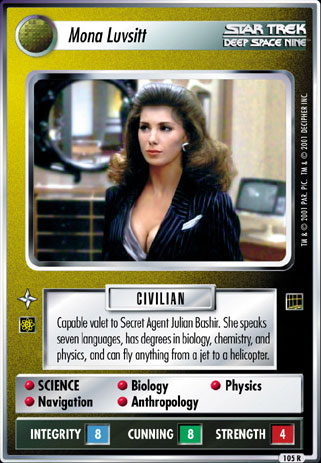 Mona Luvsitt
STAR TREK
DEEP SPACE NINE
TM & © 2001 PAR. PIC. TM & © 2001 DECIPHER INC.
CIVILIAN
Capable valet to Secret Agent Julian Bashir. She speaks
seven languages, has degrees in biology, chemistry, and
physics, and can fly anything from a jet to a helicopter.
SCIENCE Biology Physics
Navigation Anthropology
INTEGRITY 8 CUNNING 8 STRENGTH 4
105 R